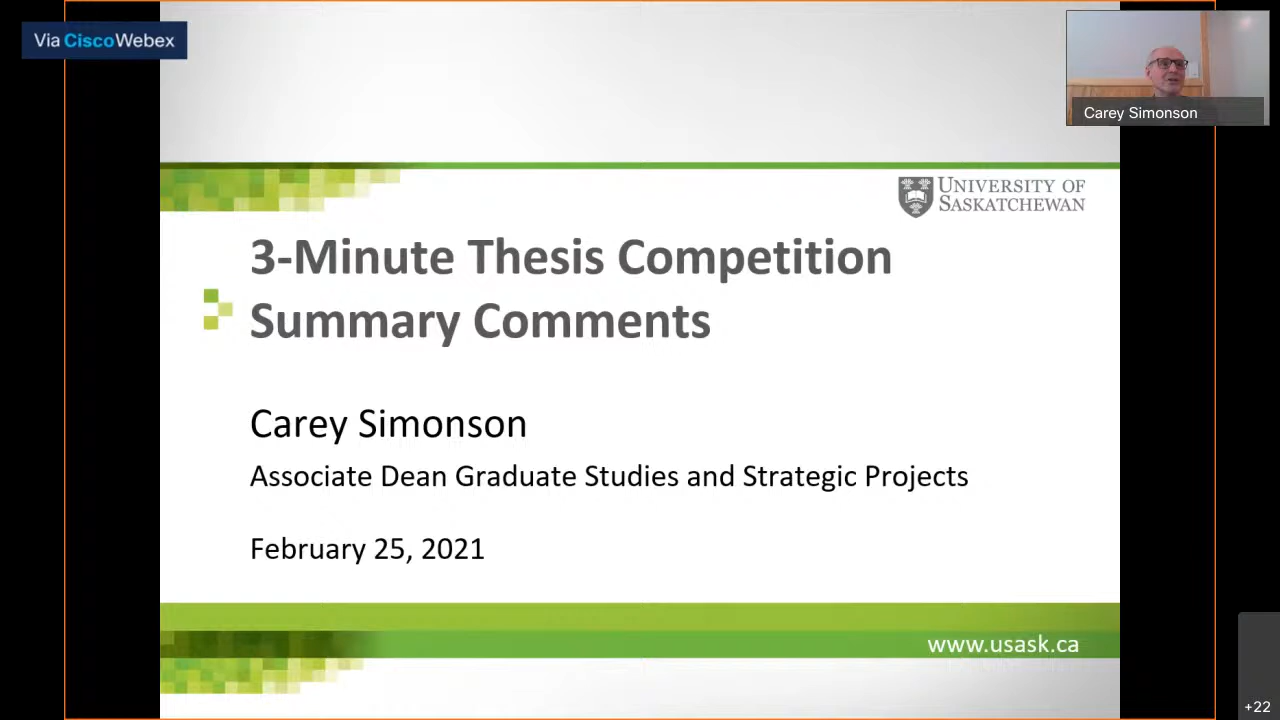 Via CiscoWebex
Carey Simonson
UNIVERSITY OF
SASKATCHEWAN
3-Minute Thesis Competition
Summary Comments
Carey Simonson
Associate Dean Graduate Studies and Strategic Projects
February 25, 2021
www.usask.ca
+22